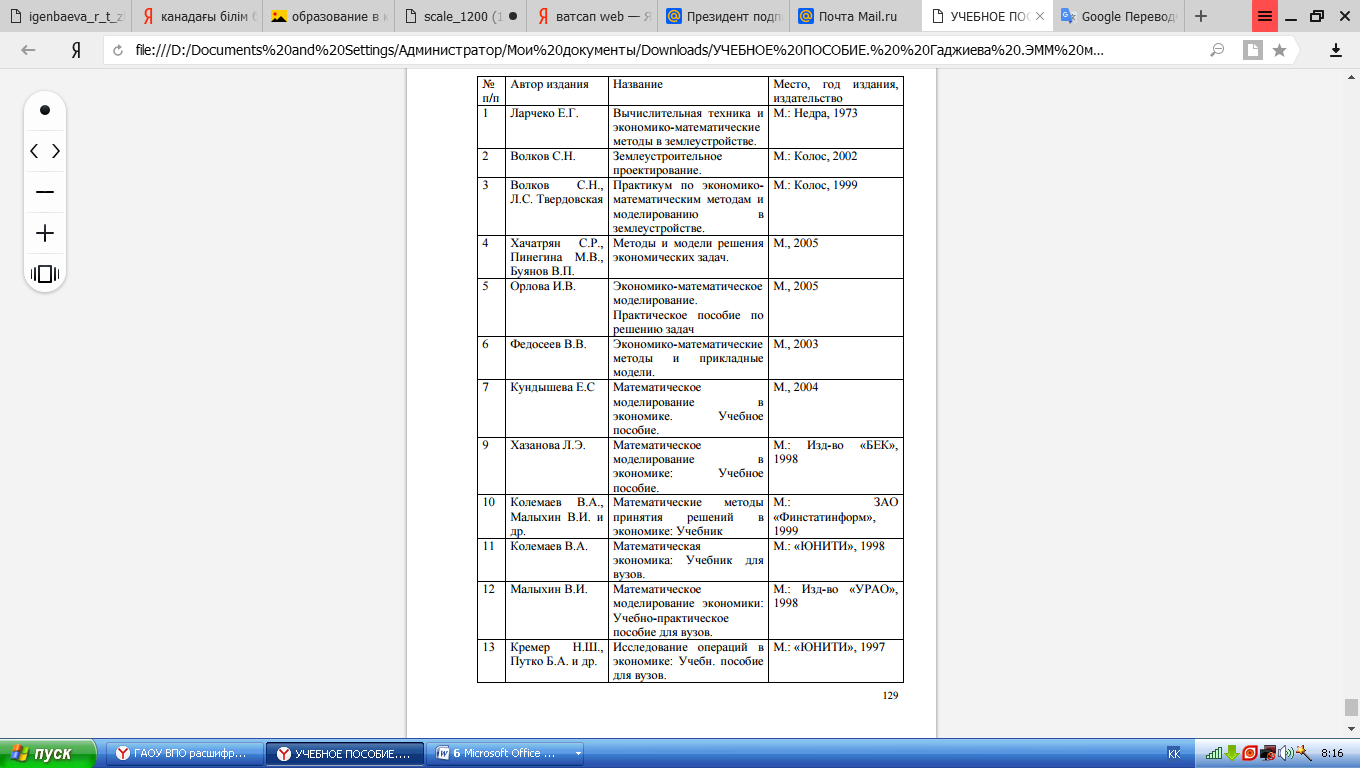 igenbaeva_r_t_z
канадағы білім б
образование в к
scale_1200 (1
ватсап web — Я
Президент подп
Почта Mail.ru
УЧЕБНОЕ ПОС
Google Перевод
file:///D:/Documents%20and%20Settings/Администратор/Мои%20документы/Downloads/УЧЕБНОЕ%20ПОСОБИЕ.%20%20Гаджиева%20.ЭММ%20м...
№ п/п
Автор издания
Название
Место, год издания,
издательство
1
Ларчеко Е.Г.
Вычислительная техника и
экономико-математические
методы в землеустройстве.
М.: Недра, 1973
2
Волков С.Н.
Землеустроительное
проектирование.
М.: Колос, 2002
3
Волков С.Н.,
Л.С. Твердовская
Практикум по экономико-
математическим методам и
моделированию в
землеустройстве.
М.: Колос, 1999
4
Хачатрян С.Р.,
Пинегина М.В.,
Буянов В.П.
Методы и модели решения
экономических задач.
М., 2005
5
Орлова И.В.
Экономико-математическое
моделирование.
Практическое пособие по
решению задач
М., 2005
6
Федосеев В.В.
Экономико-математические
методы и прикладные
модели.
М., 2003
7
Кундышева Е.С
Математическое
моделирование в
экономике. Учебное
пособие.
М., 2004
9
Хазанова Л.Э.
Математическое
моделирование в
экономике: Учебное
пособие.
М.: Изд-во «БЕК»,
1998
10
Колемаев В.А.,
Малыхин В.И. и
др.
Математические методы
принятия решений в
экономике: Учебник
М.: ЗАО
«Финстатинформ»,
1999
11
Колемаев В.А.
Математическая
экономика: Учебник для
вузов.
М.: «ЮНИТИ», 1998
12
Малыхин В.И.
Математическое
моделирование экономики:
Учебно-практическое
пособие для вузов.
М.: Изд-во «УРАО»,
1998
13
Кремер Н.Ш.,
Путко Б.А. и др.
Исследование операций в
экономике: Учебн. пособие
для вузов.
М.: «ЮНИТИ», 1997
129
пуск
ГАОУ ВПО расшифр...
УЧЕБНОЕ ПОСОБИЕ....
6 Microsoft Office ...
KK
8:16